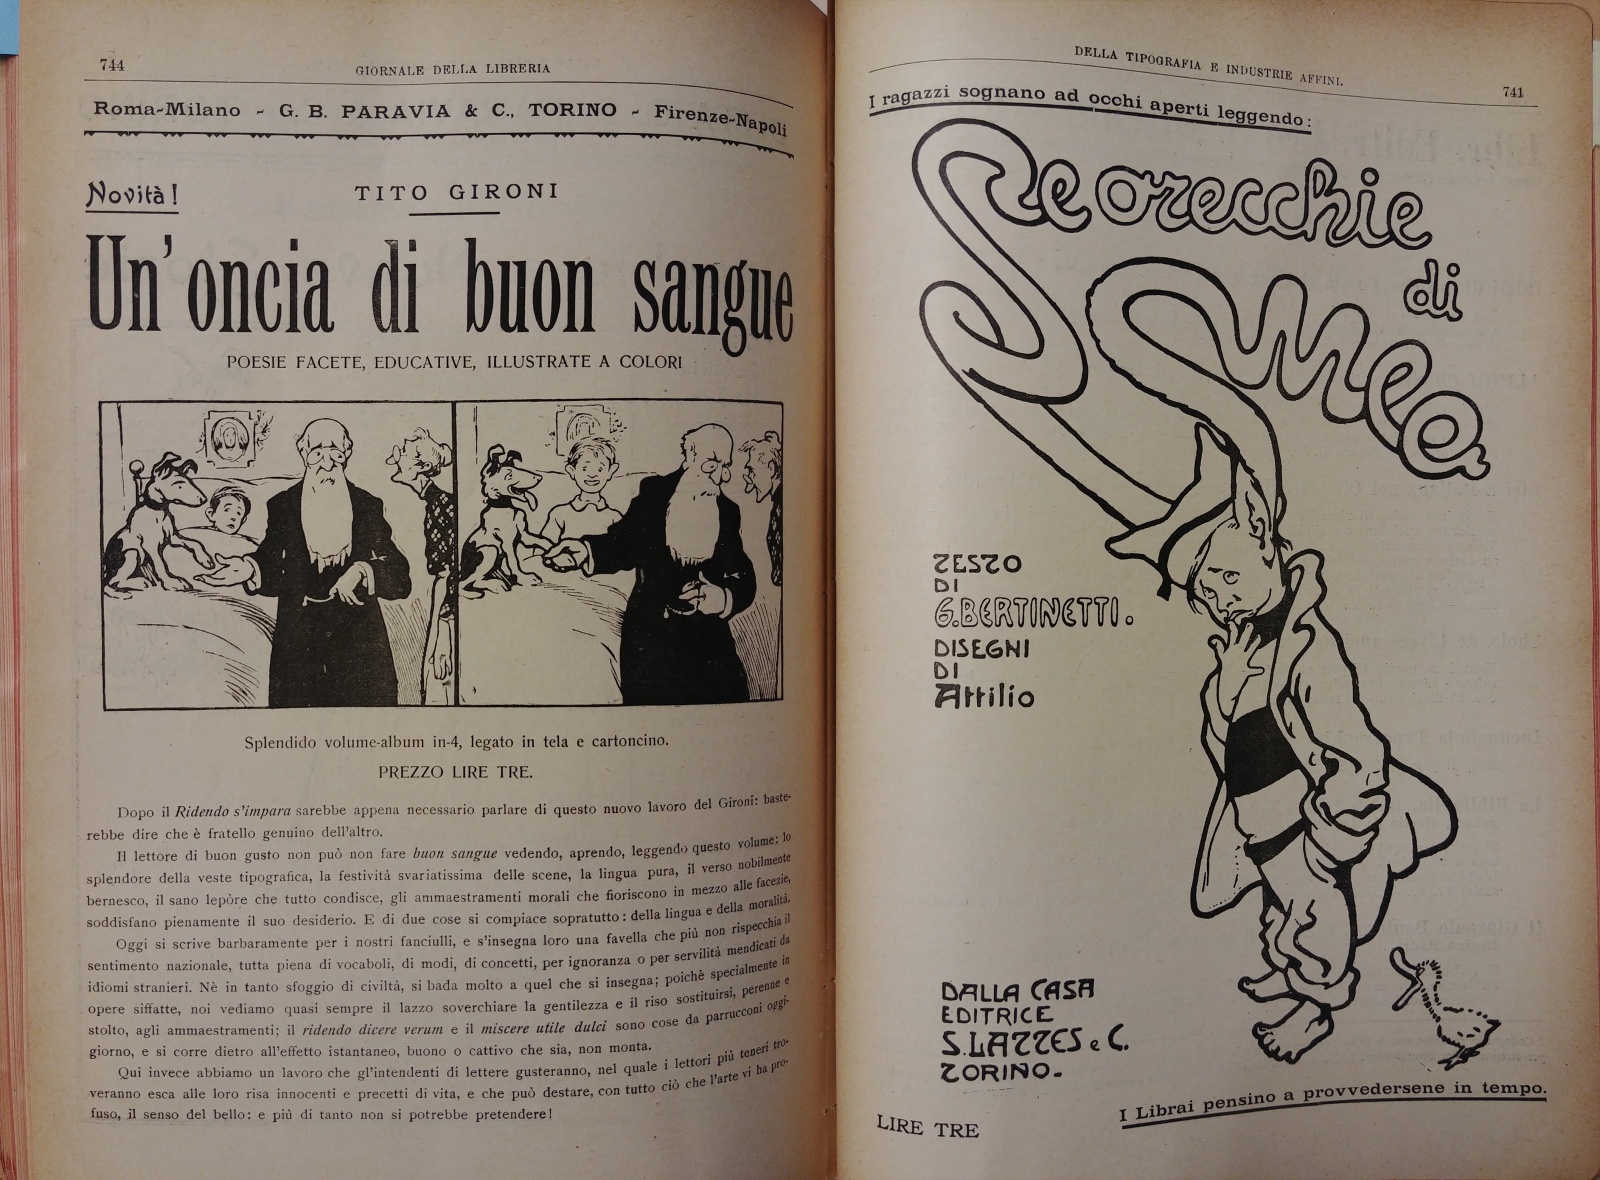 744
GIORNALE DELLA LIBRERIA
Roma-Milano - G. B. PARAVIA & C., TORINO - Firenze-Napoli
Novità!
TITO GIRONI
Un' oncia di buon sangue
POESIE FACETE, EDUCATIVE, ILLUSTRATE A COLORI
Splendido volume-album in-4, legato in tela e cartoncino.
PREZZO LIRE TRE.
Dopo il Ridendo s'impara sarebbe appena necessario parlare di questo nuovo lavoro del Gironi: baste-
rebbe dire che è fratello genuino dell'altro.
Il lettore di buon gusto non può non fare buon sangue vedendo, aprendo, leggendo questo volume; lo
splendore della veste tipografica, la festività svariatissima delle scene, la lingua pura, il verso nobilmente
bernesco, il sano lepòre che tutto condisce, gli ammaestramenti morali che fioriscono in mezzo alle facezie,
soddisfano pienamente il suo desiderio. E di due cose si compiace sopratutto: della lingua e della moralità.
Oggi si scrive barbaramente per i nostri fanciulli, e s'insegna loro una favella che più non rispecchia il
sentimento nazionale, tutta piena di vocaboli, di modi, di concetti, per ignoranza o per servilità mendicati da
idiomi stranieri. Nè in tanto sfoggio di civiltà, si bada molto a quel che si insegna; poichè specialmente in
opere siffatte, noi vediamo quasi sempre il lazzo soverchiare la gentilezza e il riso sostituirsi, perenne e
stolto, agli ammaestramenti; il ridendo dicere verum e il miscere utile dulci sono cose da parrucconi oggi-
giorno, e si corre dietro all'effetto istantaneo, buono o cattivo che sia, non monta.
Qui invece abbiamo un lavoro che gl'intendenti di lettere gusteranno, nel quale i lettori più teneri tro-
veranno esca alle loro risa innocenti e precetti di vita, e che può destare, con tutto ciò che l'arte vi ha pro-
fuso, il senso del bello: e più di tanto non si potrebbe pretendere!
DELLA TIPOGRAFIA E INDUSTRIE AFFINI.
741
I ragazzi sognano ad occhi aperti leggendo:
Le orecchie
di
Meo
TESTO
DI
G. BERTINETTI.
DISEGNI
DI
Attilio
DALLA CASA
EDITRICE
S. LATTES e C.
TORINO.
LIRE TRE
I Librai pensino a provvedersene in tempo.